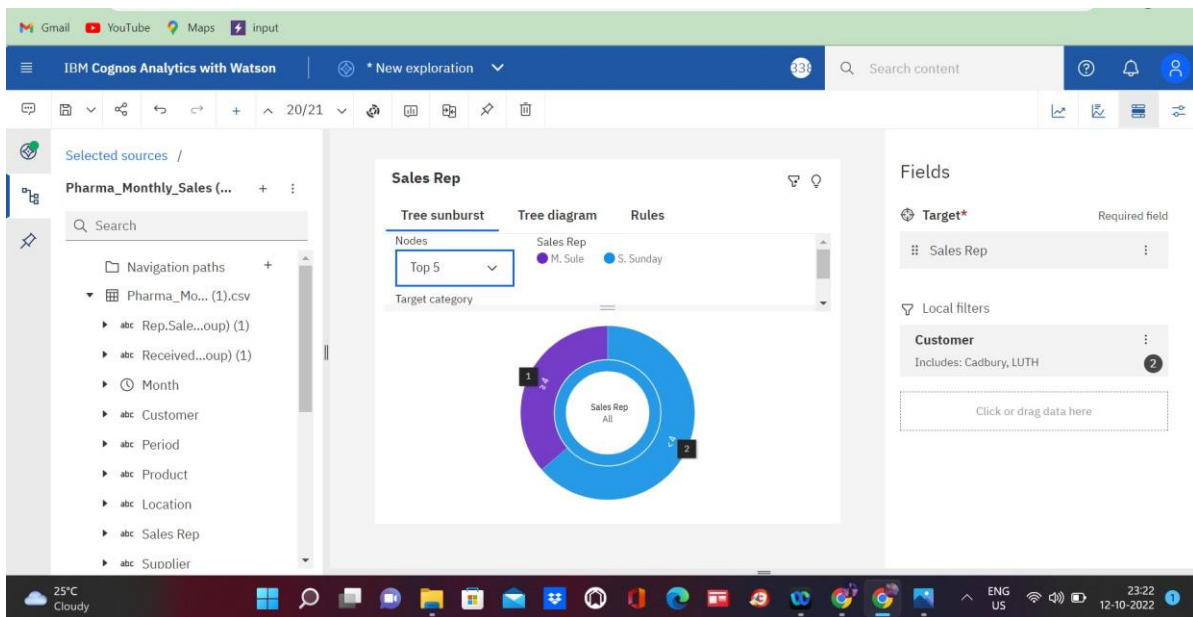 Gmail YouTube Maps input
IBM Cognos Analytics with Watson * New exploration 338 Search content
20/21
Selected sources /
Pharma_Monthly_Sales (... + ⋮
Search
Navigation paths +
Pharma_Mo... (1).csv
abc Rep.Sale...oup) (1)
abc Received...oup) (1)
Month
abc Customer
abc Period
abc Product
abc Location
abc Sales Rep
abc Supplier
Sales Rep
Tree sunburst Tree diagram Rules
Nodes
Top 5
Sales Rep
M. Sule S. Sunday
Target category
1
≥4
Sales Rep
All
<4
2
Fields
Target* Required field
Sales Rep
Local filters
Customer
Includes: Cadbury, LUTH 2
Click or drag data here
25°C
Cloudy
ENG
US
23:22
12-10-2022
1